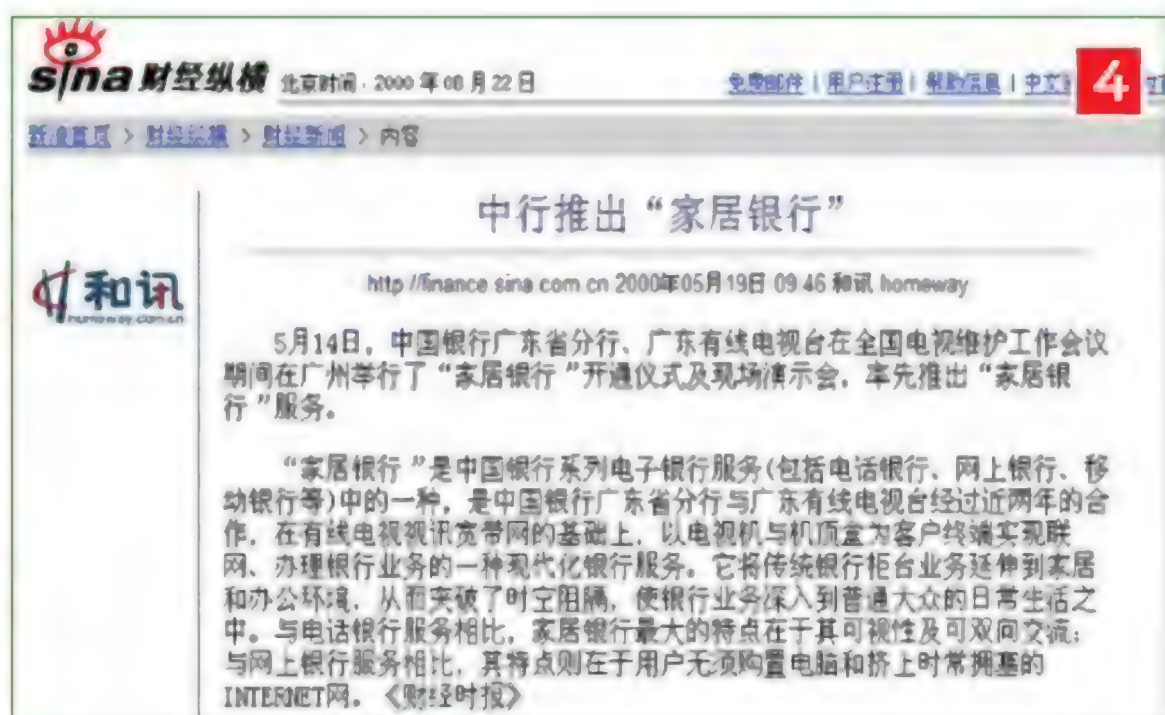 sina 财经纵横 北京时间：2000年08月22日 免费邮件 | 用户注册 | 帮助信息 | 中文
4
新浪首页 > 财经纵横 > 财经新闻 > 内容
中行推出“家居银行”
和讯
homeway.com.cn
http://finance.sina.com.cn 2000年05月19日 09:46 和讯 homeway
5月14日，中国银行广东省分行、广东有线电视台在全国电视维护工作会议
期间在广州举行了“家居银行”开通仪式及现场演示会，率先推出“家居银
行”服务。
“家居银行”是中国银行系列电子银行服务(包括电话银行、网上银行、移
动银行等)中的一种，是中国银行广东省分行与广东有线电视台经过近两年的合
作，在有线电视视讯宽带网的基础上，以电视机与机顶盒为客户终端实现联
网、办理银行业务的一种现代化银行服务。它将传统银行柜台业务延伸到家居
和办公环境，从而突破了时空阻隔，使银行业务深入到普通大众的日常生活之
中。与电话银行服务相比，家居银行最大的特点在于其可视性及可双向交流；
与网上银行服务相比，其特点则在于用户无须购置电脑和挤上时常拥塞的
INTERNET网。《财经时报》